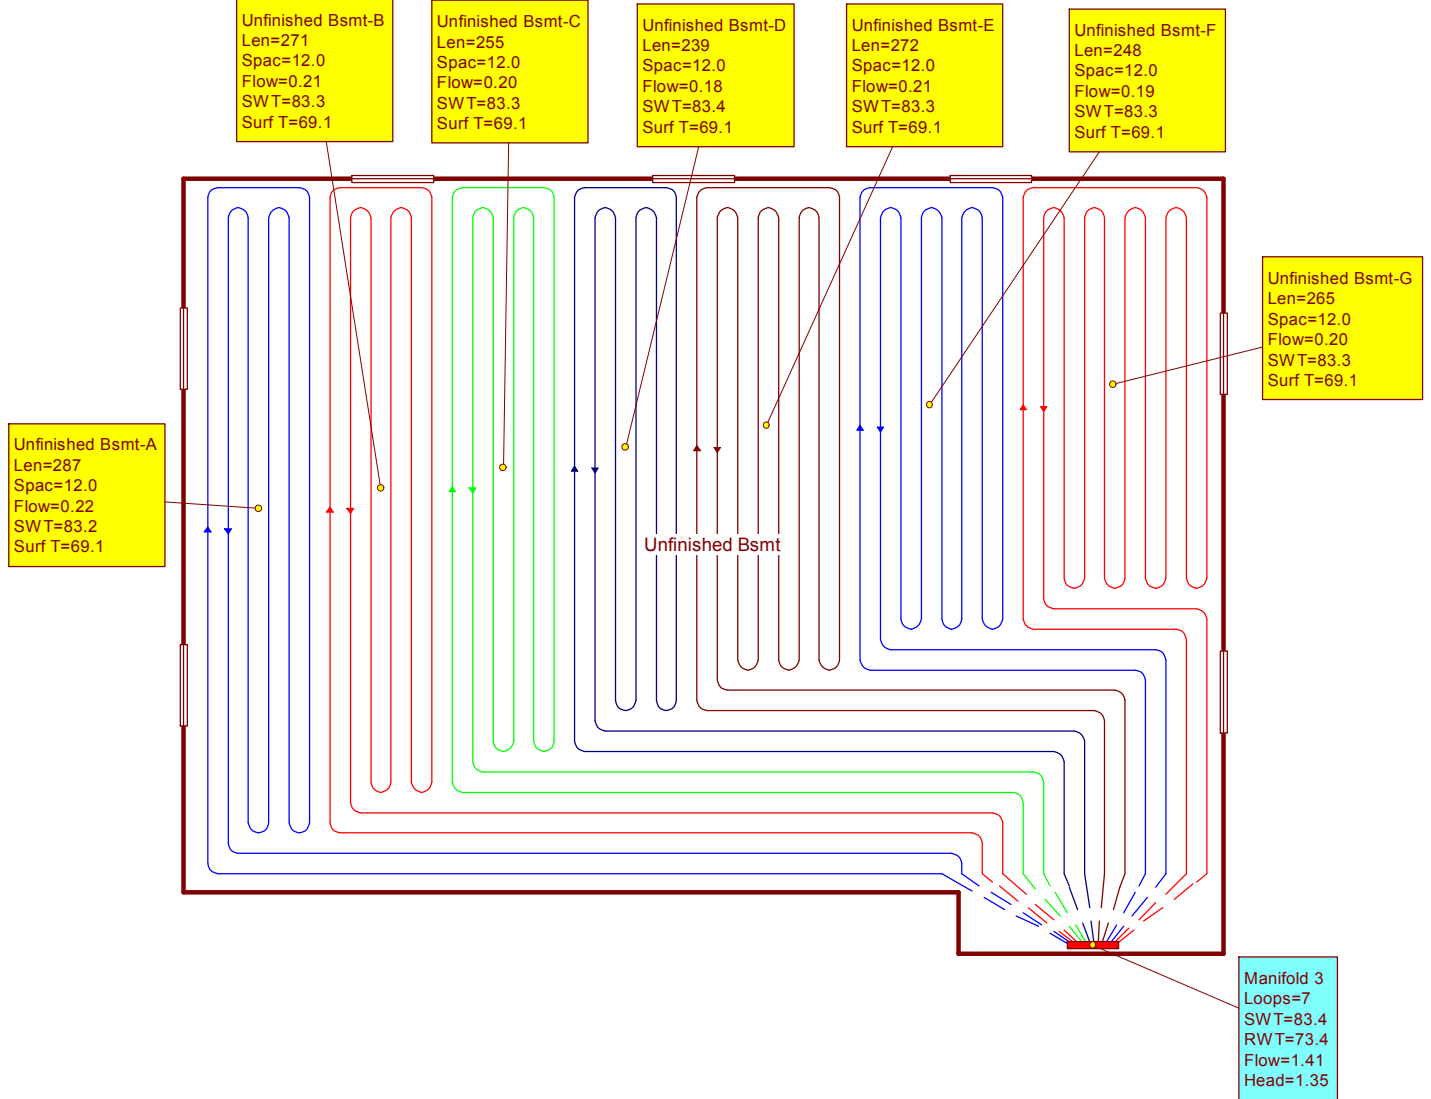 Unfinished Bsmt-B
Len=271
Spac=12.0
Flow=0.21
SWT=83.3
Surf T=69.1
Unfinished Bsmt-C
Len=255
Spac=12.0
Flow=0.20
SWT=83.3
Surf T=69.1
Unfinished Bsmt-D
Len=239
Spac=12.0
Flow=0.18
SWT=83.4
Surf T=69.1
Unfinished Bsmt-E
Len=272
Spac=12.0
Flow=0.21
SWT=83.3
Surf T=69.1
Unfinished Bsmt-F
Len=248
Spac=12.0
Flow=0.19
SWT=83.3
Surf T=69.1
Unfinished Bsmt-G
Len=265
Spac=12.0
Flow=0.20
SWT=83.3
Surf T=69.1
Unfinished Bsmt-A
Len=287
Spac=12.0
Flow=0.22
SWT=83.2
Surf T=69.1
Unfinished Bsmt
Manifold 3
Loops=7
SWT=83.4
RWT=73.4
Flow=1.41
Head=1.35